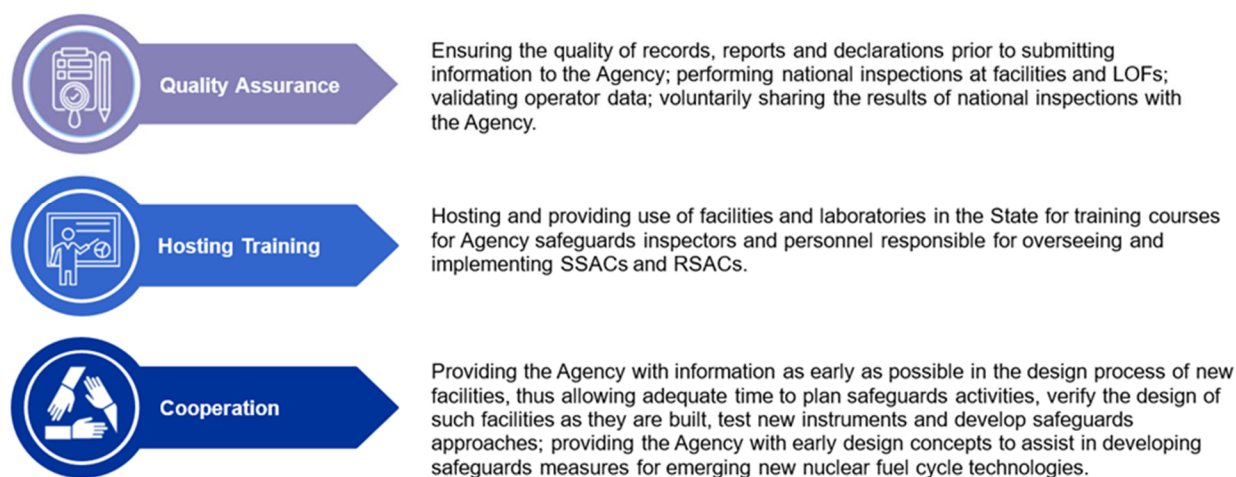 Quality Assurance
Ensuring the quality of records, reports and declarations prior to submitting
information to the Agency; performing national inspections at facilities and LOFs;
validating operator data; voluntarily sharing the results of national inspections with
the Agency.
Hosting Training
Hosting and providing use of facilities and laboratories in the State for training courses
for Agency safeguards inspectors and personnel responsible for overseeing and
implementing SSACs and RSACs.
Cooperation
Providing the Agency with information as early as possible in the design process of new
facilities, thus allowing adequate time to plan safeguards activities, verify the design of
such facilities as they are built, test new instruments and develop safeguards
approaches; providing the Agency with early design concepts to assist in developing
safeguards measures for emerging new nuclear fuel cycle technologies.